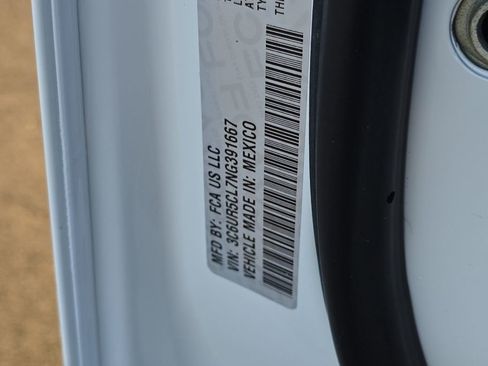 MFD BY: FCA US LLC
VIN: 3C6UR5CL7NG391667
VEHICLE MADE IN: MEXICO